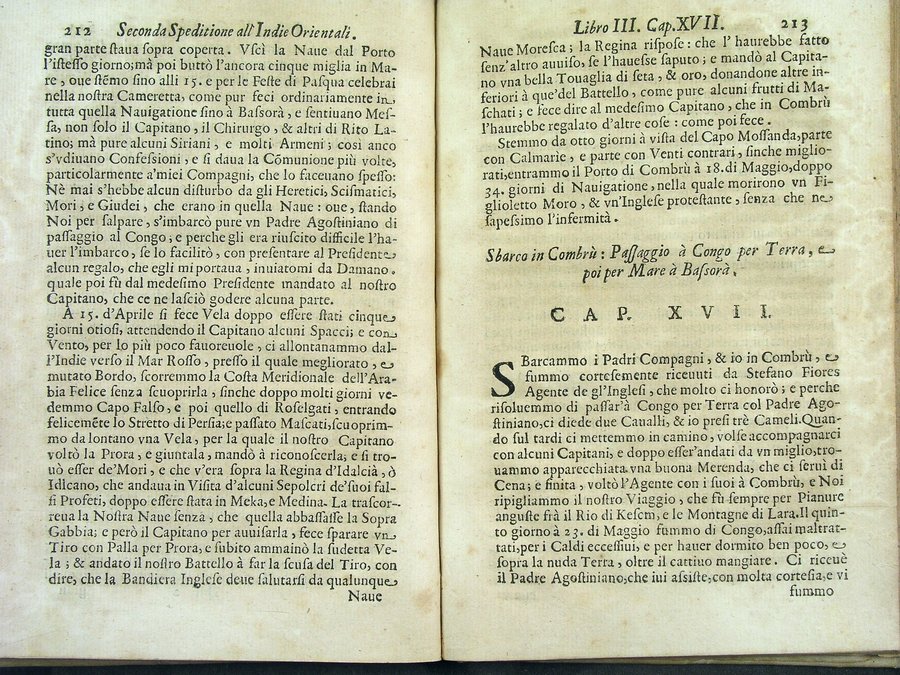 212 Seconda Speditione all'Indie Orientali.
gran parte staua sopra coperta. Vscì la Naue dal Porto
l'istesso giorno; mà poi buttò l'ancora cinque miglia in Ma-
re, oue stẽmo sino alli 15. e per le Feste di Pasqua celebrai
nella nostra Cameretta, come pur feci ordinariamente in
tutta quella Nauigatione sino à Bassorà, e sentiuano Mes-
sa, non solo il Capitano, il Chirurgo, & altri di Rito La-
tino; mà pure alcuni Siriani, e molti Armeni; così anco
s'vdiuano Confessioni, e si daua la Cõmunione più volte,
particolarmente a'miei Compagni, che lo faceuano spesso:
Nè mai s'hebbe alcun disturbo da gli Heretici, Scismatici,
Mori, e Giudei, che erano in quella Naue: oue, stando
Noi per salpare, s'imbarcò pure vn Padre Agostiniano di
passaggio al Congo; e perche gli era riuscito difficile l'ha-
uer l'imbarco, se lo facilitò, con presentare al Presidente
alcun regalo, che egli mi portaua, inuiatomi da Damano.
quale poi fù dal medesimo Presidente mandato al nostro
Capitano, che ce ne lasciò godere alcuna parte.
A 15. d'Aprile si fece Vela doppo essere stati cinque
giorni otiosi, attendendo il Capitano alcuni Spacci; e con
Vento, per lo più poco fauoreuole, ci allontanammo dal-
l'Indie verso il Mar Rosso, presso il quale megliorato, e
mutato Bordo, scorremmo la Costa Meridionale dell'Ara-
bia Felice senza scuoprirla, sinche doppo molti giorni ve-
demmo Capo Falso, e poi quello di Roselgati, entrando
felicemẽte lo Stretto di Persia; e passato Mascati, scuoprim-
mo da lontano vna Vela, per la quale il nostro Capitano
voltò la Prora, e giuntala, mandò à riconoscerla; e si tro-
uò esser de'Mori, e che v'era sopra la Regina d'Idalcià, ò
Idlcano, che andaua in Visita d'alcuni Sepolcri de'suoi fal-
si Profeti, doppo essere stata in Meka, e Medina. La trascor-
reua la Nostra Naue senza, che quella abbassasse la Sopra
Gabbia; e però il Capitano per auuisarla, fece sparare vn
Tiro con Palla per Prora, e subito ammainò la sudetta Ve-
la; & andato il nostro Battello à far la scusa del Tiro, con
dire, che la Bandiera Inglese deue salutarsi da qualunque
Naue
Libro III. Cap. XVII. 213
Naue Moresca; la Regina rispose: che l'haurebbe fatto
senz'altro auuiso, se l'hauesse saputo; e mandò al Capita-
no vna bella Touaglia di seta, & oro, donandone altre in-
feriori à que'del Battello, come pure alcuni frutti di Ma-
schati; e fece dire al medesimo Capitano, che in Combrù
l'haurebbe regalato d'altre cose: come poi fece.
Stemmo da otto giorni à vista del Capo Mossanda, parte
con Calmarie, e parte con Venti contrari, sinche miglio-
rati, entrammo il Porto di Combrù à 18. di Maggio, doppo
34. giorni di Nauigatione, nella quale morirono vn Fi-
glioletto Moro, & vn'Inglese protestante, senza che ne
sapessimo l'infermità.
Sbarco in Combrù: Passaggio à Congo per Terra, e
poi per Mare à Bassorà.
CAP. XVII.
SBarcammo i Padri Compagni, & io in Combrù, e
fummo cortesemente riceuuti da Stefano Fiores
Agente de gl'Inglesi, che molto ci honorò; e perche
risoluemmo di passar'à Congo per Terra col Padre Ago-
stiniano, ci diede due Caualli, & io presi trè Cameli. Quan-
do sul tardi ci mettemmo in camino, volse accompagnarci
con alcuni Capitani, e doppo esser'andati da vn miglio, tro-
uammo apparecchiata vna buona Merenda, che ci seruì di
Cena; e finita, voltò l'Agente con i suoi à Combrù, e Noi
ripigliammo il nostro Viaggio, che fù sempre per Pianure
anguste frà il Rio di Kesem, e le Montagne di Lara. Il quin-
to giorno à 23. di Maggio fummo di Congo, assai maltrat-
tati, per i Caldi eccessiui, e per hauer dormito ben poco, e
sopra la nuda Terra, oltre il cattiuo mangiare. Ci riceuè
il Padre Agostiniano, che iui assiste, con molta cortesia, e vi
fummo